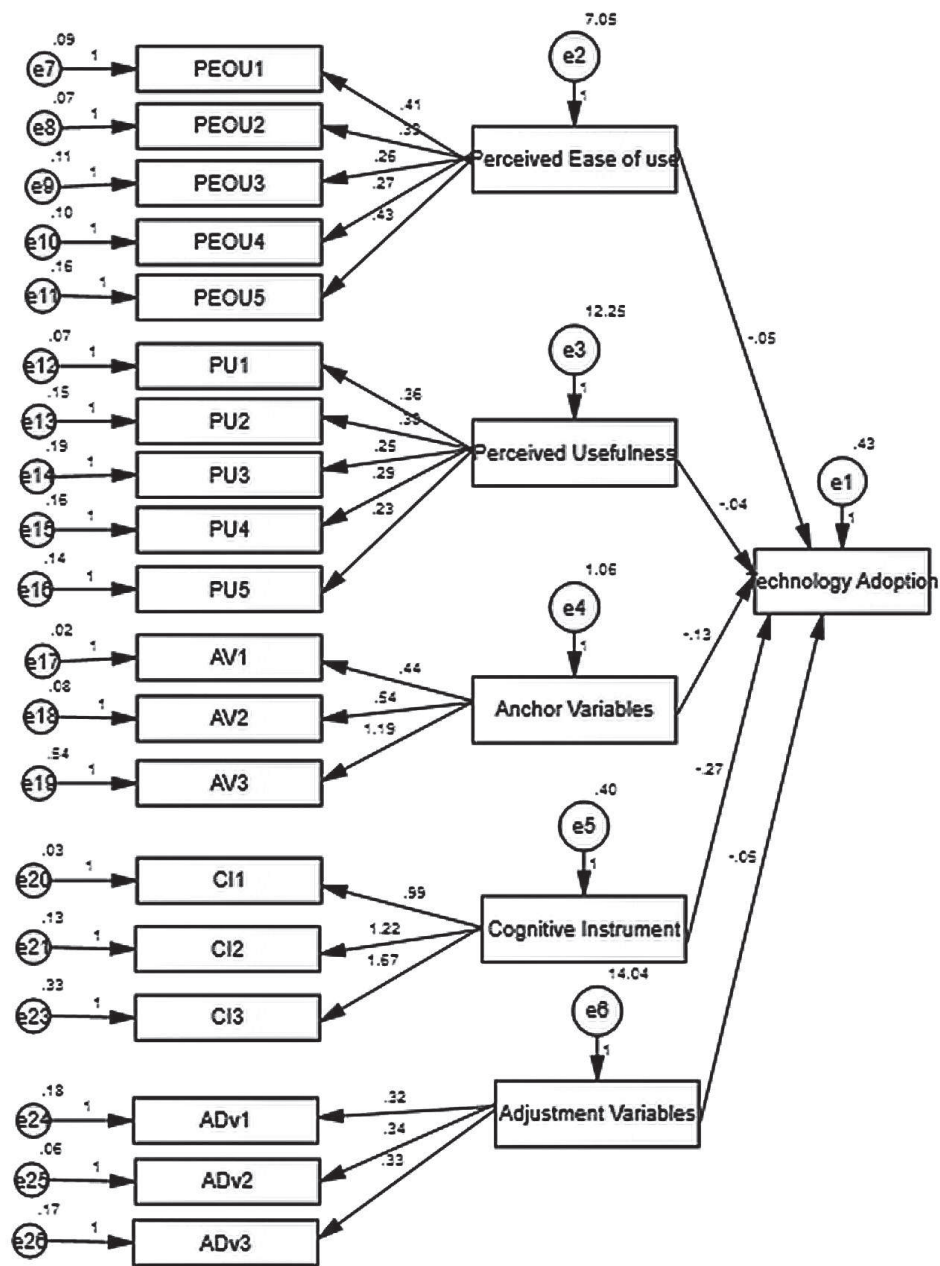 7.05
e2
1
.09
e7
1
PEOU1
.07
e8
1
PEOU2
.11
e9
1
PEOU3
.10
e10
1
PEOU4
.16
e11
1
PEOU5
.41
.39
.26
.27
.43
Perceived Ease of use
-.05
12.25
e3
1
.07
e12
1
PU1
.15
e13
1
PU2
.19
e14
1
PU3
.16
e15
1
PU4
.14
e16
1
PU5
.36
.25
.29
.23
Perceived Usefulness
-.04
.43
e1
1
echnology Adoption
1.06
e4
1
.02
e17
1
AV1
.08
e18
1
AV2
.54
e19
1
AV3
.44
.54
1.19
Anchor Variables
-.13
.40
e5
1
.03
e20
1
CI1
.13
e21
1
CI2
.33
e23
1
CI3
.99
1.22
1.67
Cognitive Instrument
-.27
14.04
e6
1
.18
e24
1
ADv1
.06
e25
1
ADv2
.17
e26
1
ADv3
.32
.34
.33
Adjustment Variables
-.05